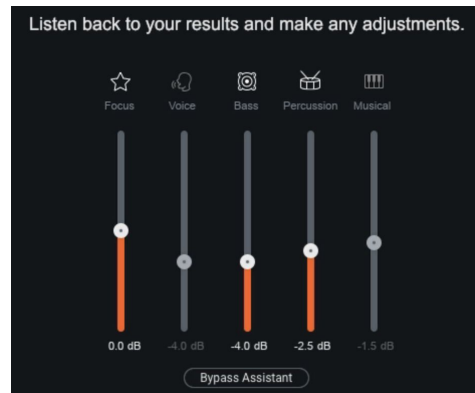 Listen back to your results and make any adjustments.
Focus Voice Bass Percussion Musical
0.0 dB -4.0 dB -4.0 dB -2.5 dB -1.5 dB
Bypass Assistant